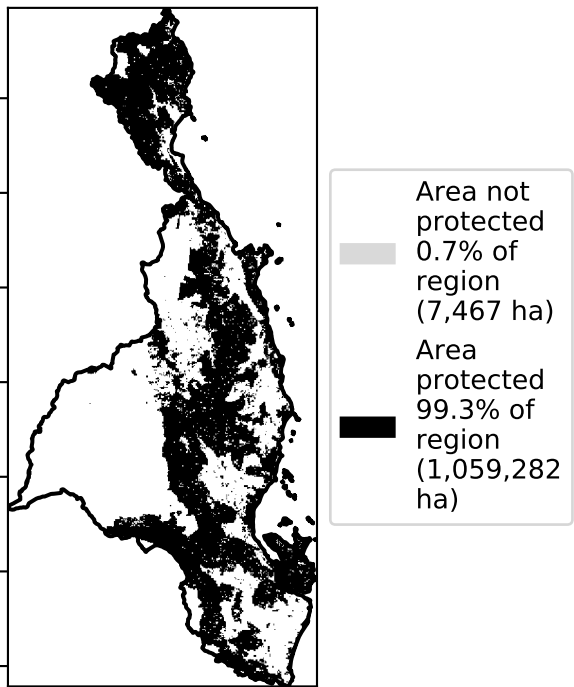 Area not
protected
0.7% of
region
(7,467 ha)
Area
protected
99.3% of
region
(1,059,282
ha)